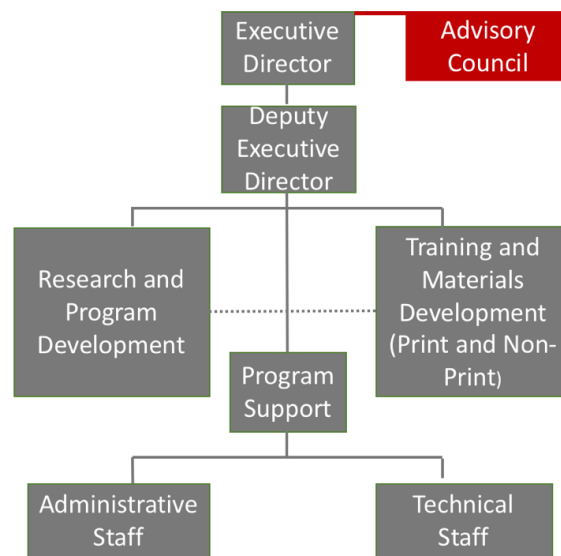 Executive
Director
Advisory
Council
Deputy
Executive
Director
Research and
Program
Development
Training and
Materials
Development
(Print and Non-
Print)
Program
Support
Administrative
Staff
Technical
Staff